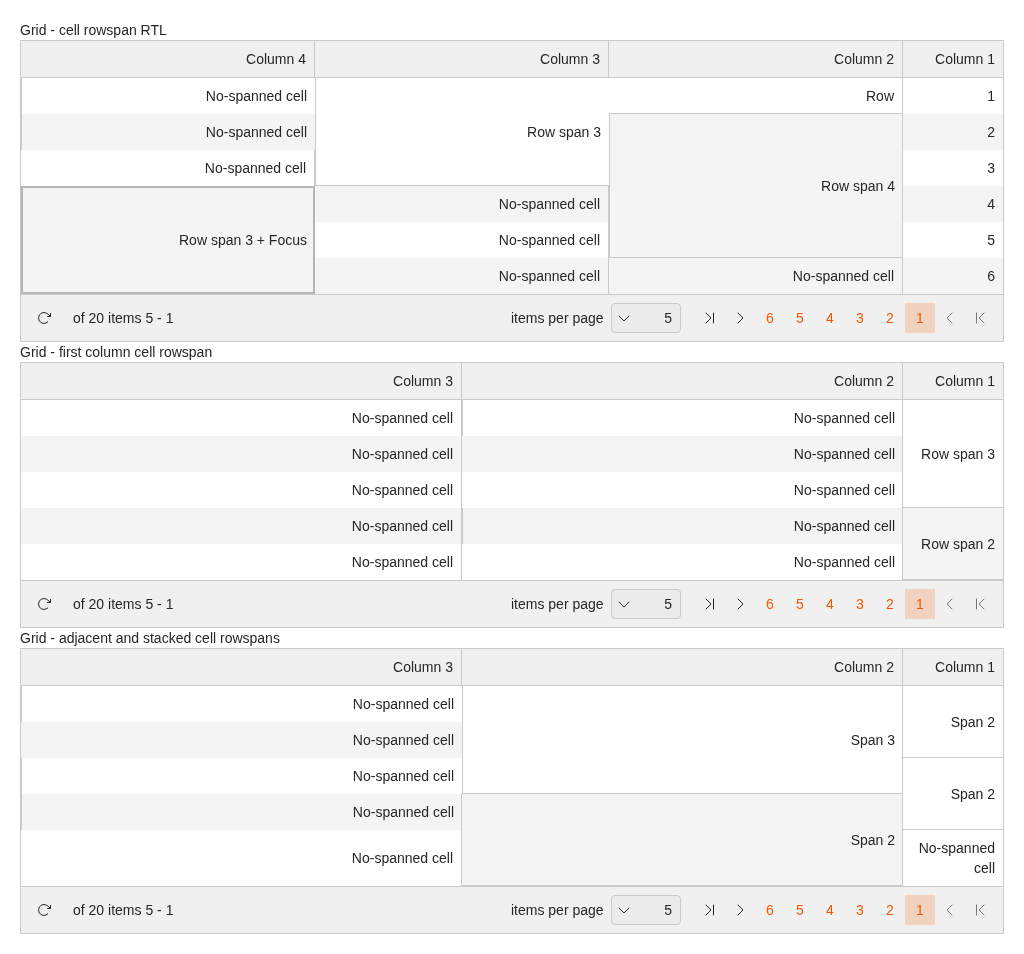 Grid - cell rowspan RTL
Column 4 Column 3 Column 2 Column 1
No-spanned cell Row 1
No-spanned cell Row span 3 2
No-spanned cell 3
Row span 4
No-spanned cell 4
Row span 3 + Focus No-spanned cell 5
No-spanned cell No-spanned cell 6
of 20 items 5 - 1 items per page 5 6 5 4 3 2 1
Grid - first column cell rowspan
Column 3 Column 2 Column 1
No-spanned cell No-spanned cell
No-spanned cell No-spanned cell Row span 3
No-spanned cell No-spanned cell
No-spanned cell No-spanned cell
Row span 2
No-spanned cell No-spanned cell
of 20 items 5 - 1 items per page 5 6 5 4 3 2 1
Grid - adjacent and stacked cell rowspans
Column 3 Column 2 Column 1
No-spanned cell
Span 2
No-spanned cell Span 3
No-spanned cell
Span 2
No-spanned cell
Span 2
No-spanned
No-spanned cell
cell
of 20 items 5 - 1 items per page 5 6 5 4 3 2 1